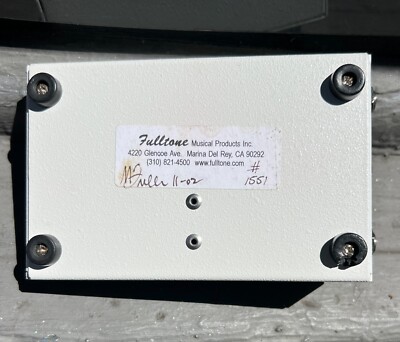 Fulltone Musical Products Inc.
4220 Glencoe Ave. Marina Del Rey, CA 90292
(310) 821-4500 www.fulltone.com
M Fuller 11-02 #
1551